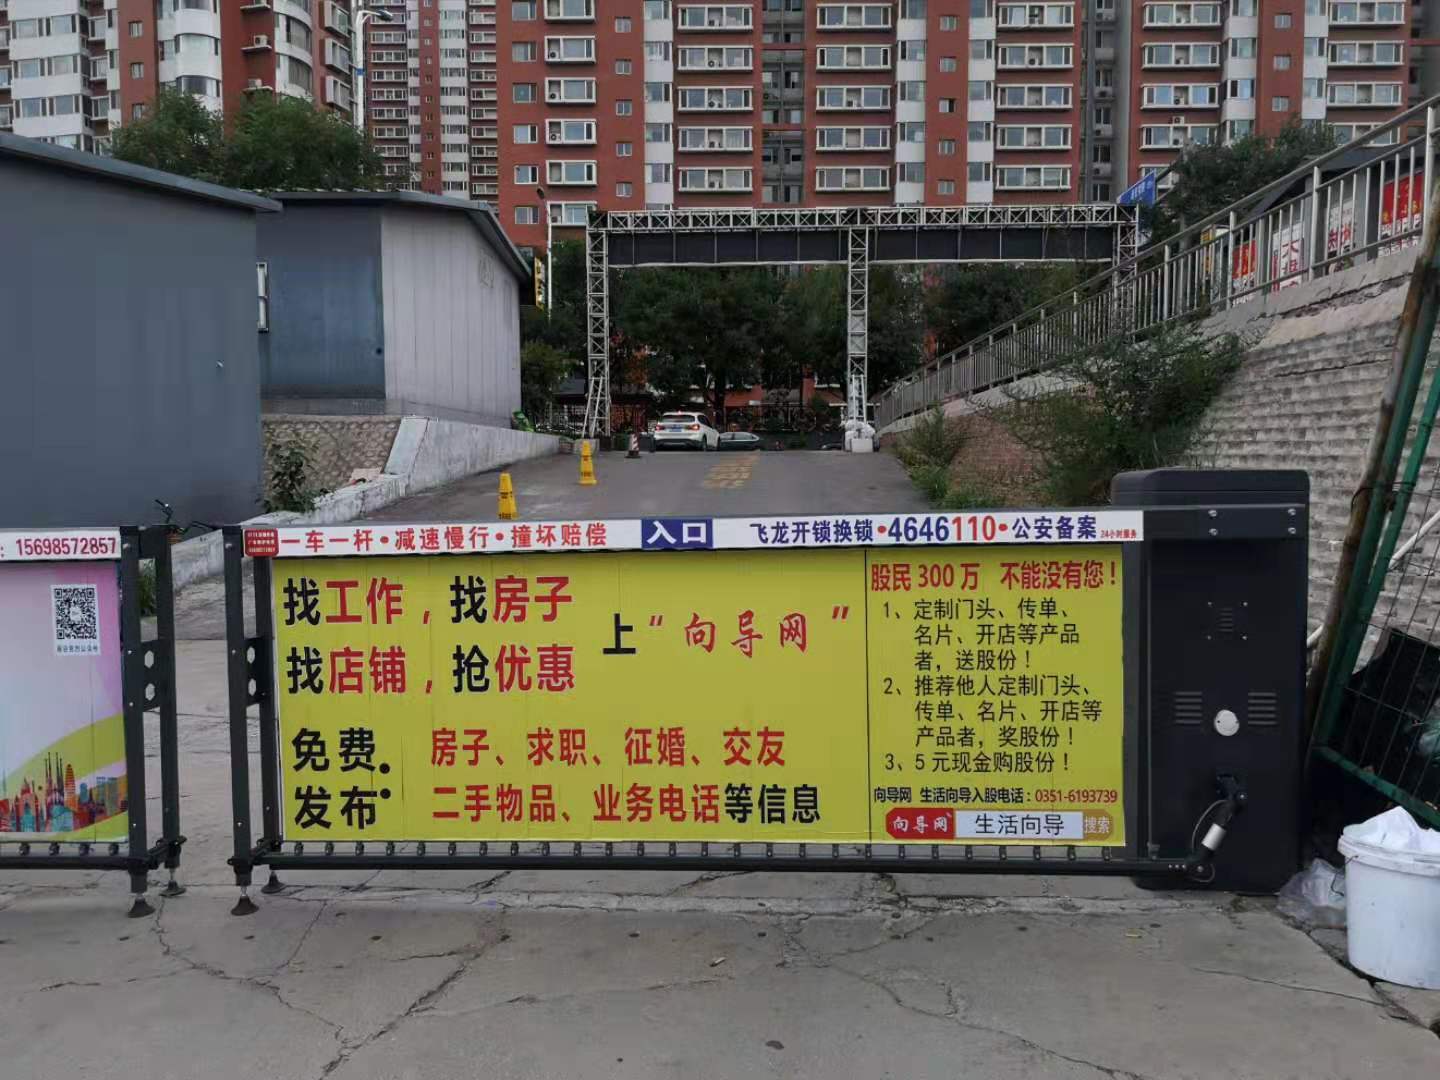 15698572857
一车一杆·减速慢行·撞坏赔偿
入口
飞龙开锁换锁·4646110·公安备案
24小时服务
找工作，找房子
找店铺，抢优惠
上“向导网”
免费发布：
房子、求职、征婚、交友
二手物品、业务电话等信息
股民300万 不能没有您！
1、定制门头、传单、
名片、开店等产品
者，送股份！
2、推荐他人定制门头、
传单、名片、开店等
产品者，奖股份！
3、5元现金购股份！
向导网 生活向导入股电话：0351-6193739
向导网 生活向导 搜索